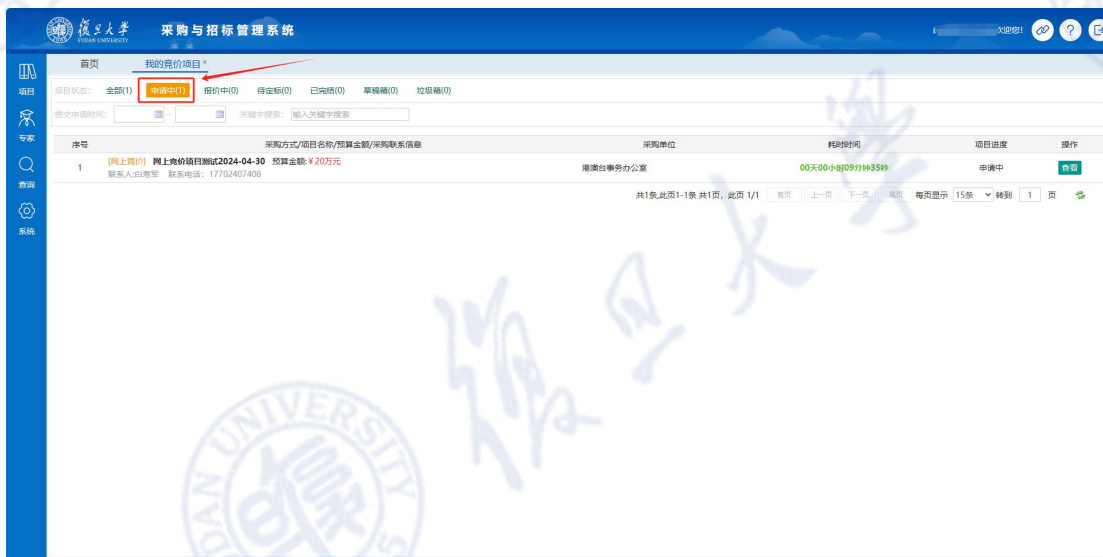 復旦大學 采购与招标管理系统
FUDAN UNIVERSITY
欢迎您!
首页 我的竞价项目×
项目
项目状态: 全部(1) 申请中(1) 报价中(0) 待定标(0) 已完结(0) 草稿箱(0) 垃圾箱(0)
提交申请时间: - 关键字搜索: 输入关键字搜索
专家
序号 采购方式/项目名称/预算金额/采购联系信息 采购单位 耗时时间 项目进度 操作
1 [网上竞价] 网上竞价项目测试2024-04-30 预算金额:¥20万元 港澳台事务办公室 00天00小时09分钟35秒 申请中 查看
联系人:白寿军 联系电话: 17702407408
查询
共1条,此页1-1条 共1页, 此页 1/1 首页 上一页 下一页 尾页 每页显示 15条 转到 1 页
系统
復旦大學
DAN UNIVERSITY